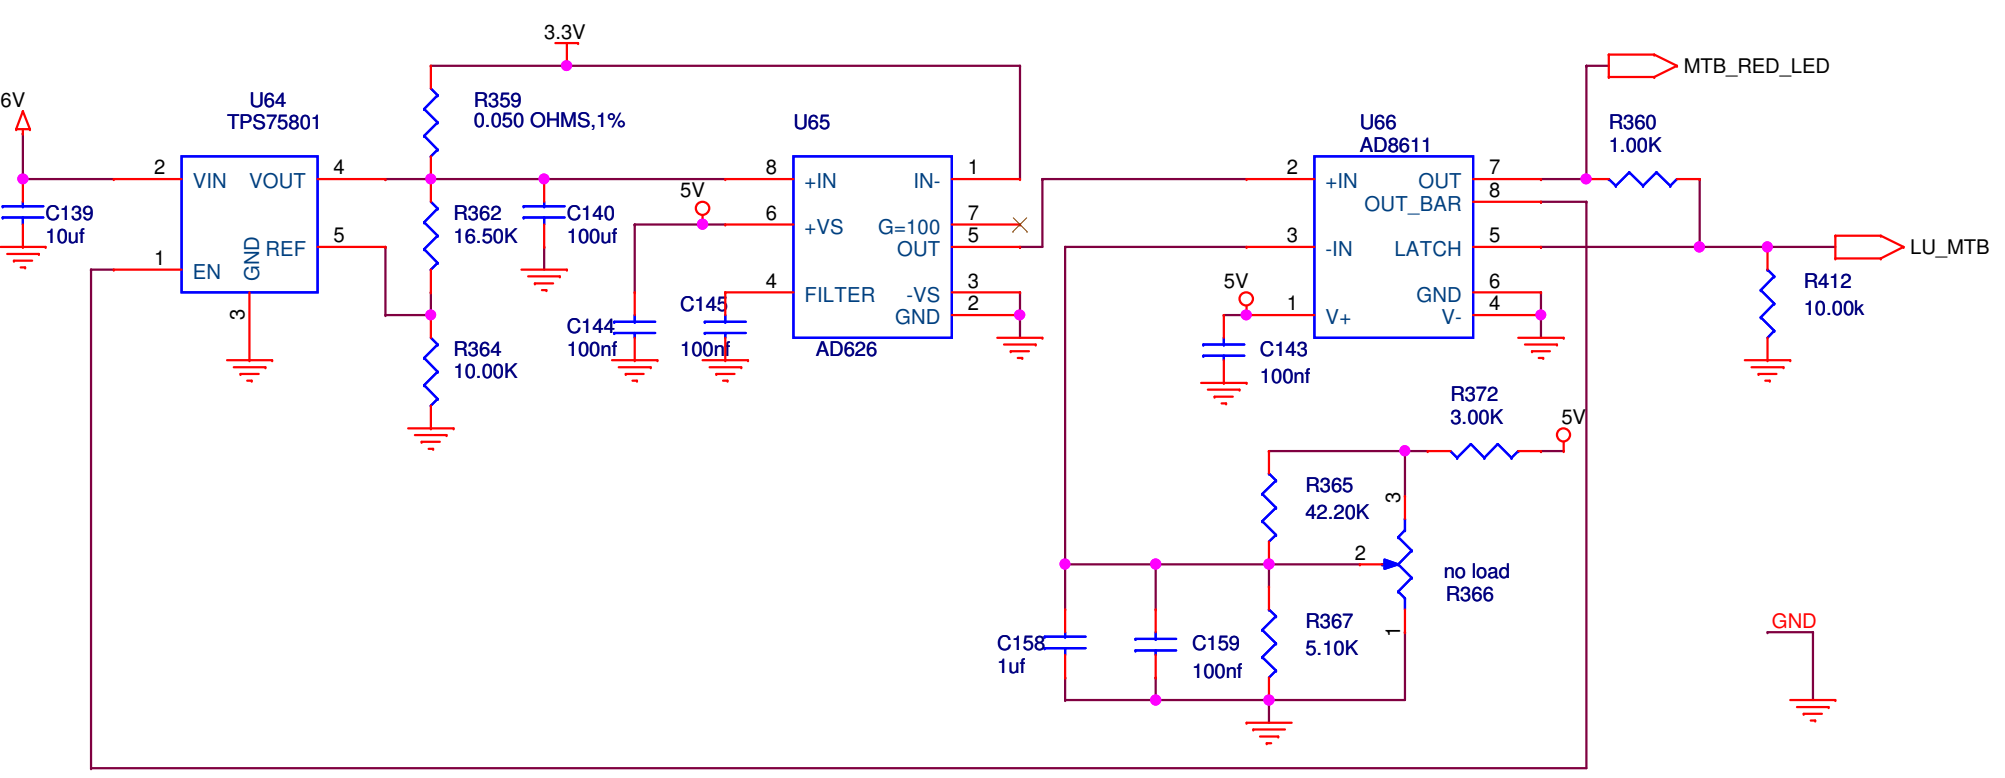 3.3V
6V
U64
TPS75801
2
VIN
VOUT
4
REF
5
GND
1
EN
3
C139
10uf
R359
0.050 OHMS,1%
R362
16.50K
R364
10.00K
C140
100uf
U65
8
+IN
IN-
1
5V
6
+VS
G=100
7
OUT
5
4
FILTER
-VS
3
GND
2
AD626
C144
100nf
C145
100nf
U66
AD8611
2
+IN
OUT
7
OUT_BAR
8
3
-IN
LATCH
5
5V
1
V+
GND
6
V-
4
C143
100nf
MTB_RED_LED
R360
1.00K
LU_MTB
R412
10.00k
R372
3.00K
5V
R365
42.20K
3
2
no load
R366
1
R367
5.10K
C158
1uf
C159
100nf
GND